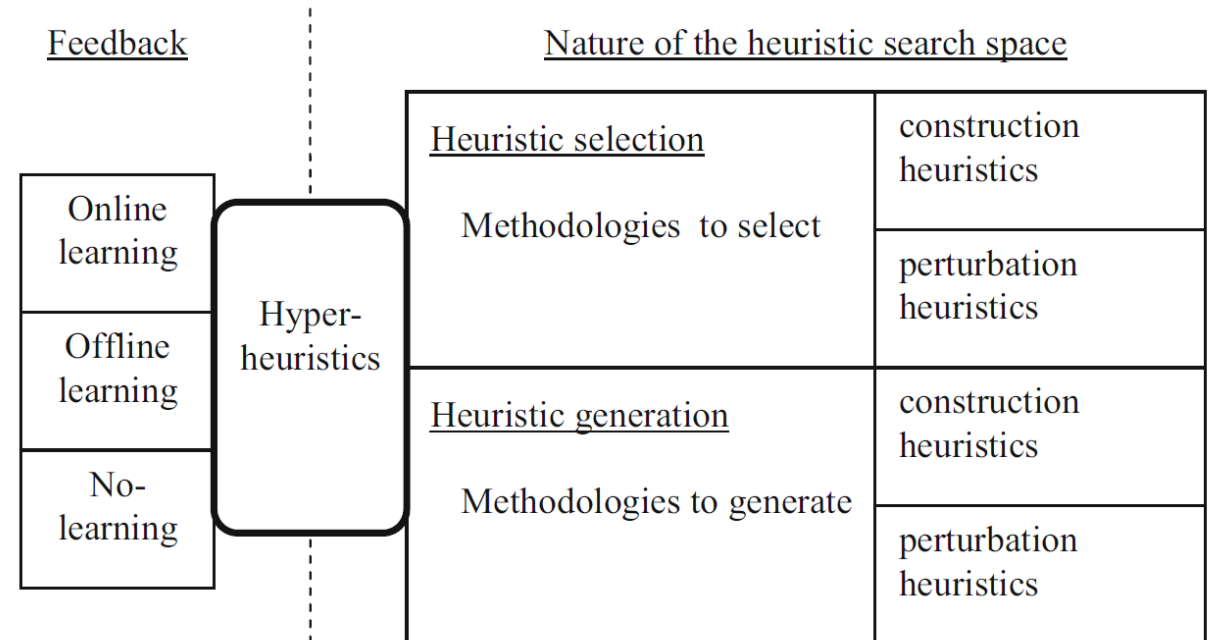 Feedback
Nature of the heuristic search space
Online
learning
Offline
learning
No-
learning
Hyper-
heuristics
Heuristic selection
Methodologies to select
construction
heuristics
perturbation
heuristics
Heuristic generation
Methodologies to generate
construction
heuristics
perturbation
heuristics